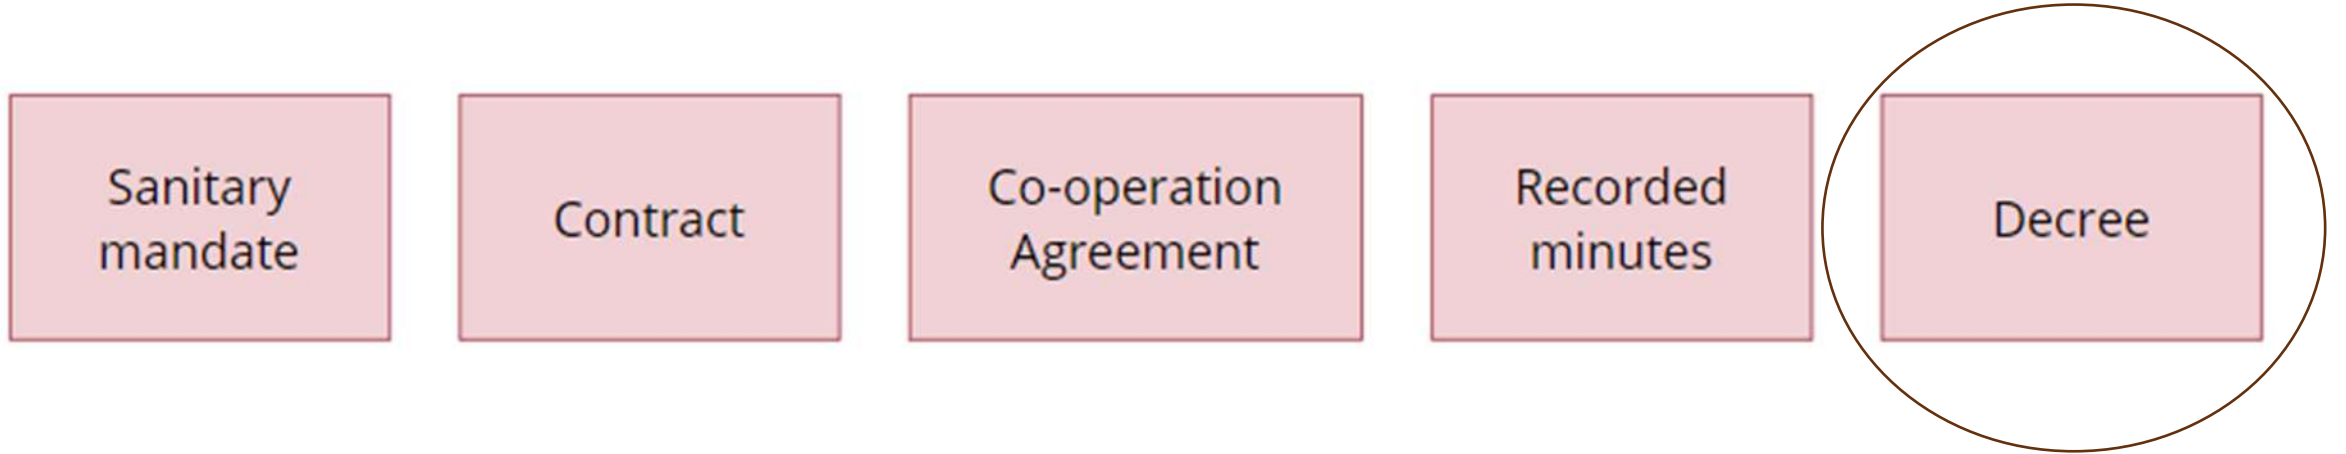 Sanitary
mandate
Contract
Co-operation
Agreement
Recorded
minutes
Decree